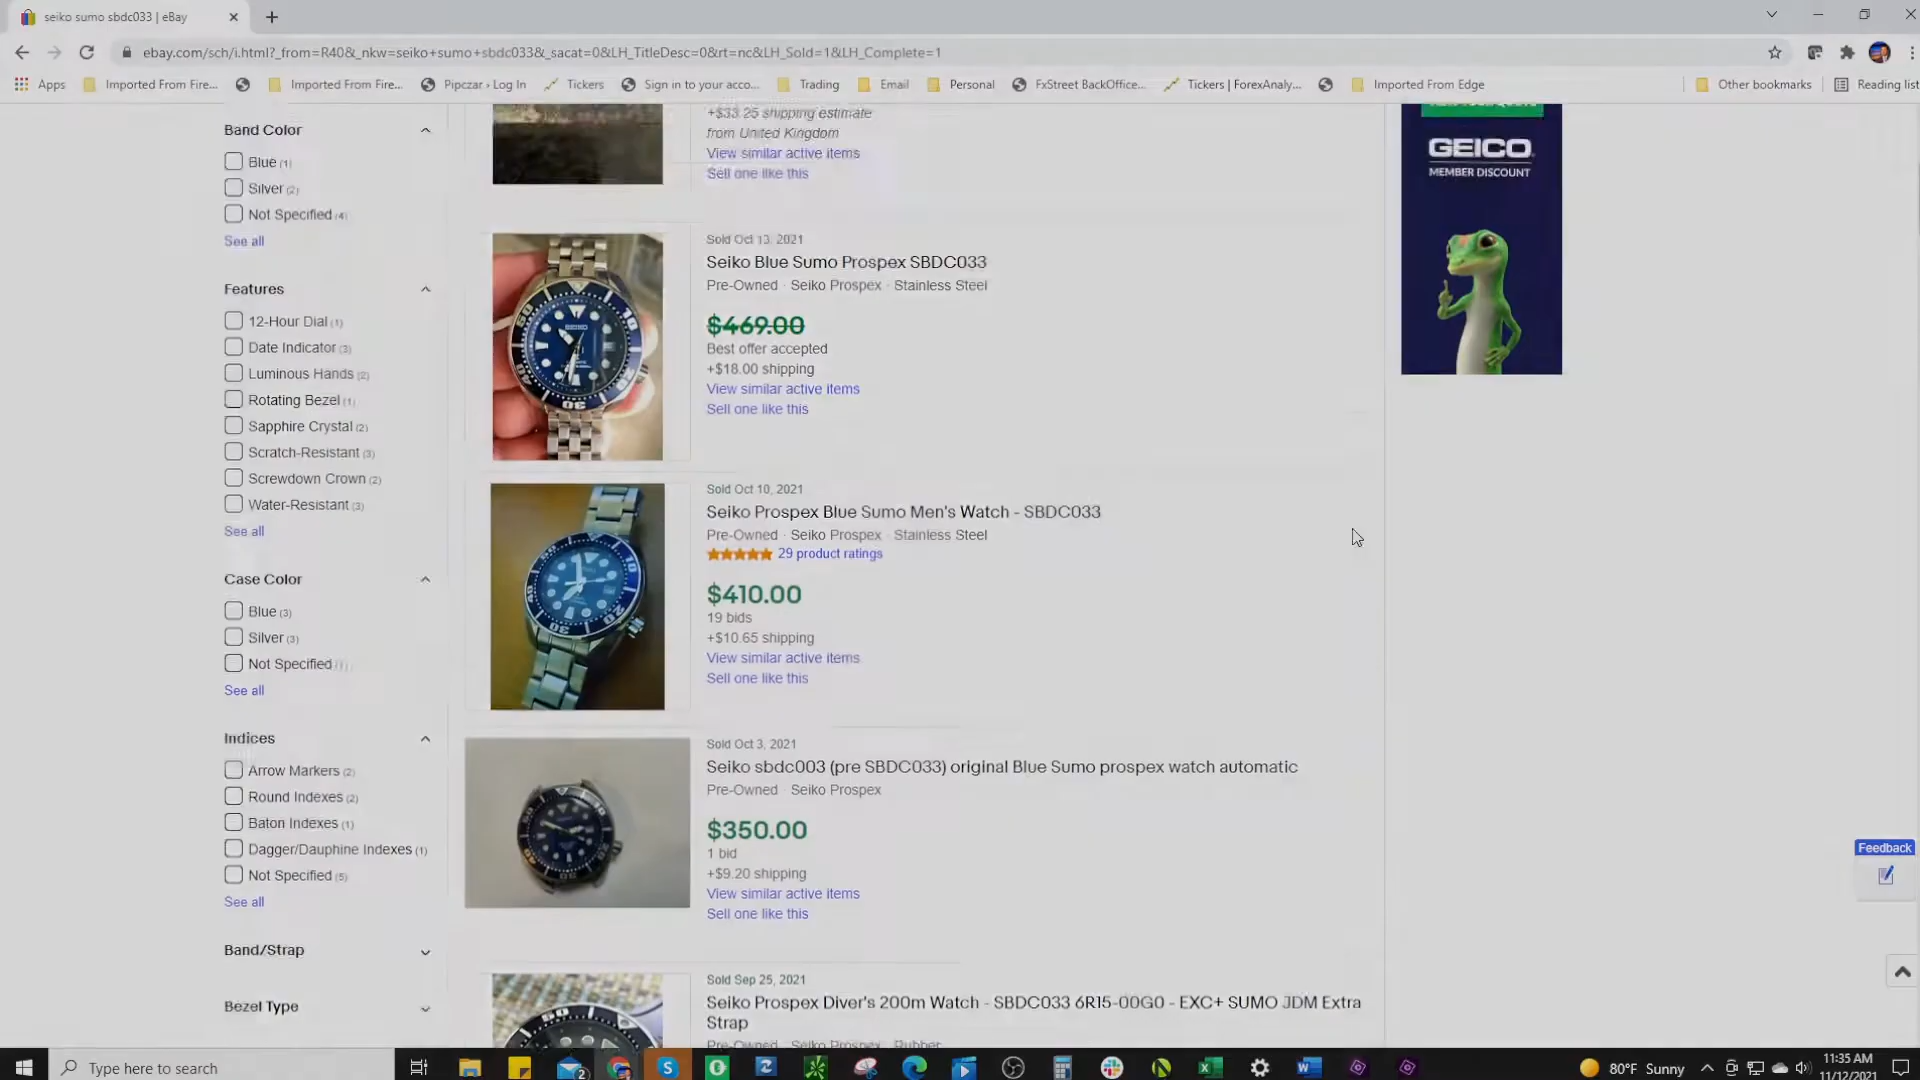 seiko sumo sbdc033 | eBay
ebay.com/sch/i.html?_from=R40&_nkw=seiko+sumo+sbdc033&_sacat=0&LH_TitleDesc=0&rt=nc&LH_Sold=1&LH_Complete=1
Apps
Imported From Fire...
Imported From Fire...
Pipczar › Log In
Tickers
Sign in to your acco...
Trading
Email
Personal
FxStreet BackOffice...
Tickers | ForexAnaly...
Imported From Edge
Other bookmarks
Reading list
Band Color
Blue (1)
Silver (2)
Not Specified (4)
See all
Features
12-Hour Dial (1)
Date Indicator (3)
Luminous Hands (2)
Rotating Bezel (1)
Sapphire Crystal (2)
Scratch-Resistant (3)
Screwdown Crown (2)
Water-Resistant (3)
See all
Case Color
Blue (3)
Silver (3)
Not Specified (1)
See all
Indices
Arrow Markers (2)
Round Indexes (2)
Baton Indexes (1)
Dagger/Dauphine Indexes (1)
Not Specified (5)
See all
Band/Strap
Bezel Type
+$33.25 shipping estimate
from United Kingdom
View similar active items
Sell one like this
Sold Oct 13, 2021
Seiko Blue Sumo Prospex SBDC033
Pre-Owned · Seiko Prospex · Stainless Steel
$469.00
Best offer accepted
+$18.00 shipping
View similar active items
Sell one like this
Sold Oct 10, 2021
Seiko Prospex Blue Sumo Men's Watch - SBDC033
Pre-Owned · Seiko Prospex · Stainless Steel
29 product ratings
$410.00
19 bids
+$10.65 shipping
View similar active items
Sell one like this
Sold Oct 3, 2021
Seiko sbdc003 (pre SBDC033) original Blue Sumo prospex watch automatic
Pre-Owned · Seiko Prospex
$350.00
1 bid
+$9.20 shipping
View similar active items
Sell one like this
Sold Sep 25, 2021
Seiko Prospex Diver's 200m Watch - SBDC033 6R15-00G0 - EXC+ SUMO JDM Extra
Strap
Pre-Owned · Seiko Prospex · Rubber
GEICO
MEMBER DISCOUNT
Feedback
Type here to search
80°F Sunny
11:35 AM
11/12/2021